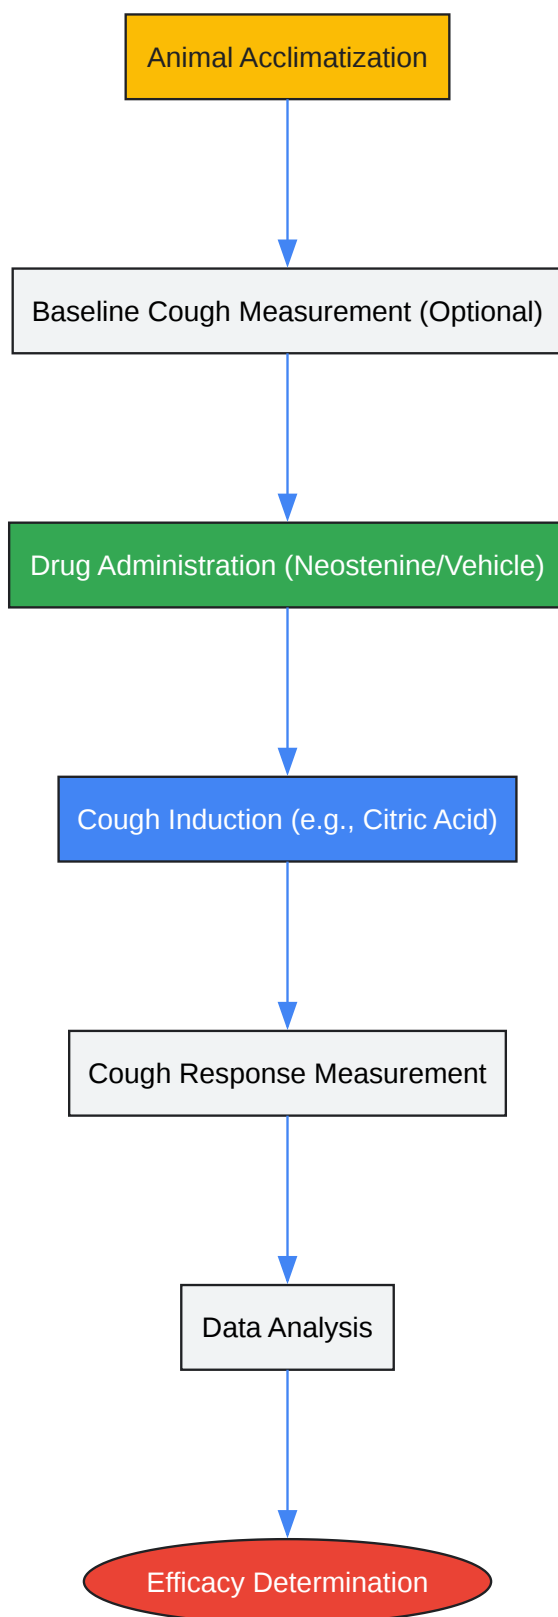 Animal Acclimatization
Baseline Cough Measurement (Optional)
Drug Administration (Neostenine/Vehicle)
Cough Induction (e.g., Citric Acid)
Cough Response Measurement
Data Analysis
Efficacy Determination